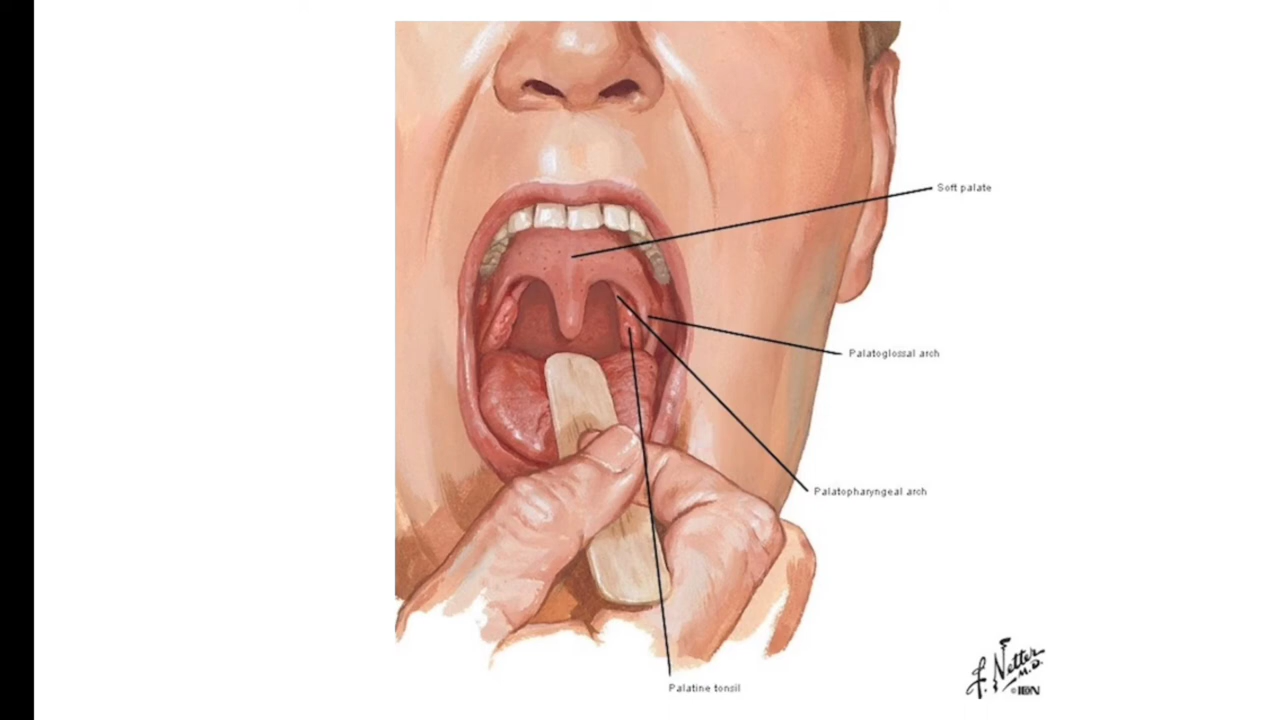 Soft palate
Palatoglossal arch
Palatopharyngeal arch
Palatine tonsil
f. Netter
M.D.